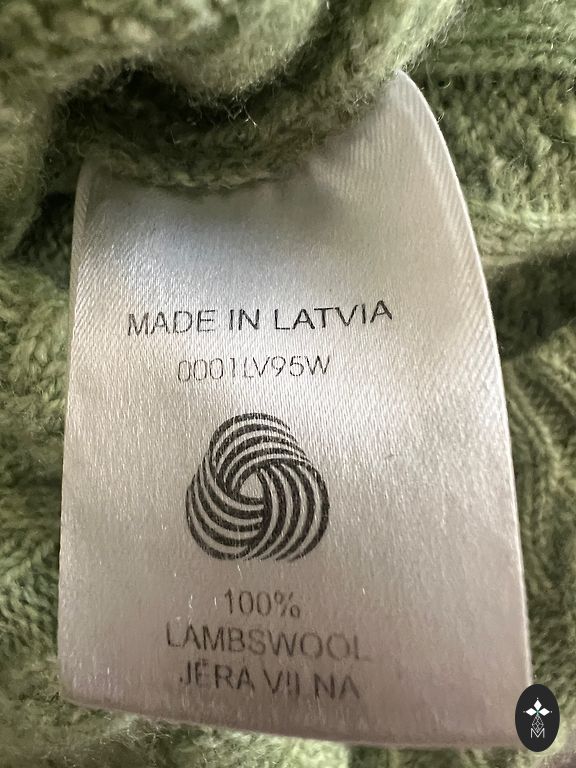 MADE IN LATVIA
0001LV95W
100%
LAMBSWOOL
JĒRA VILNA